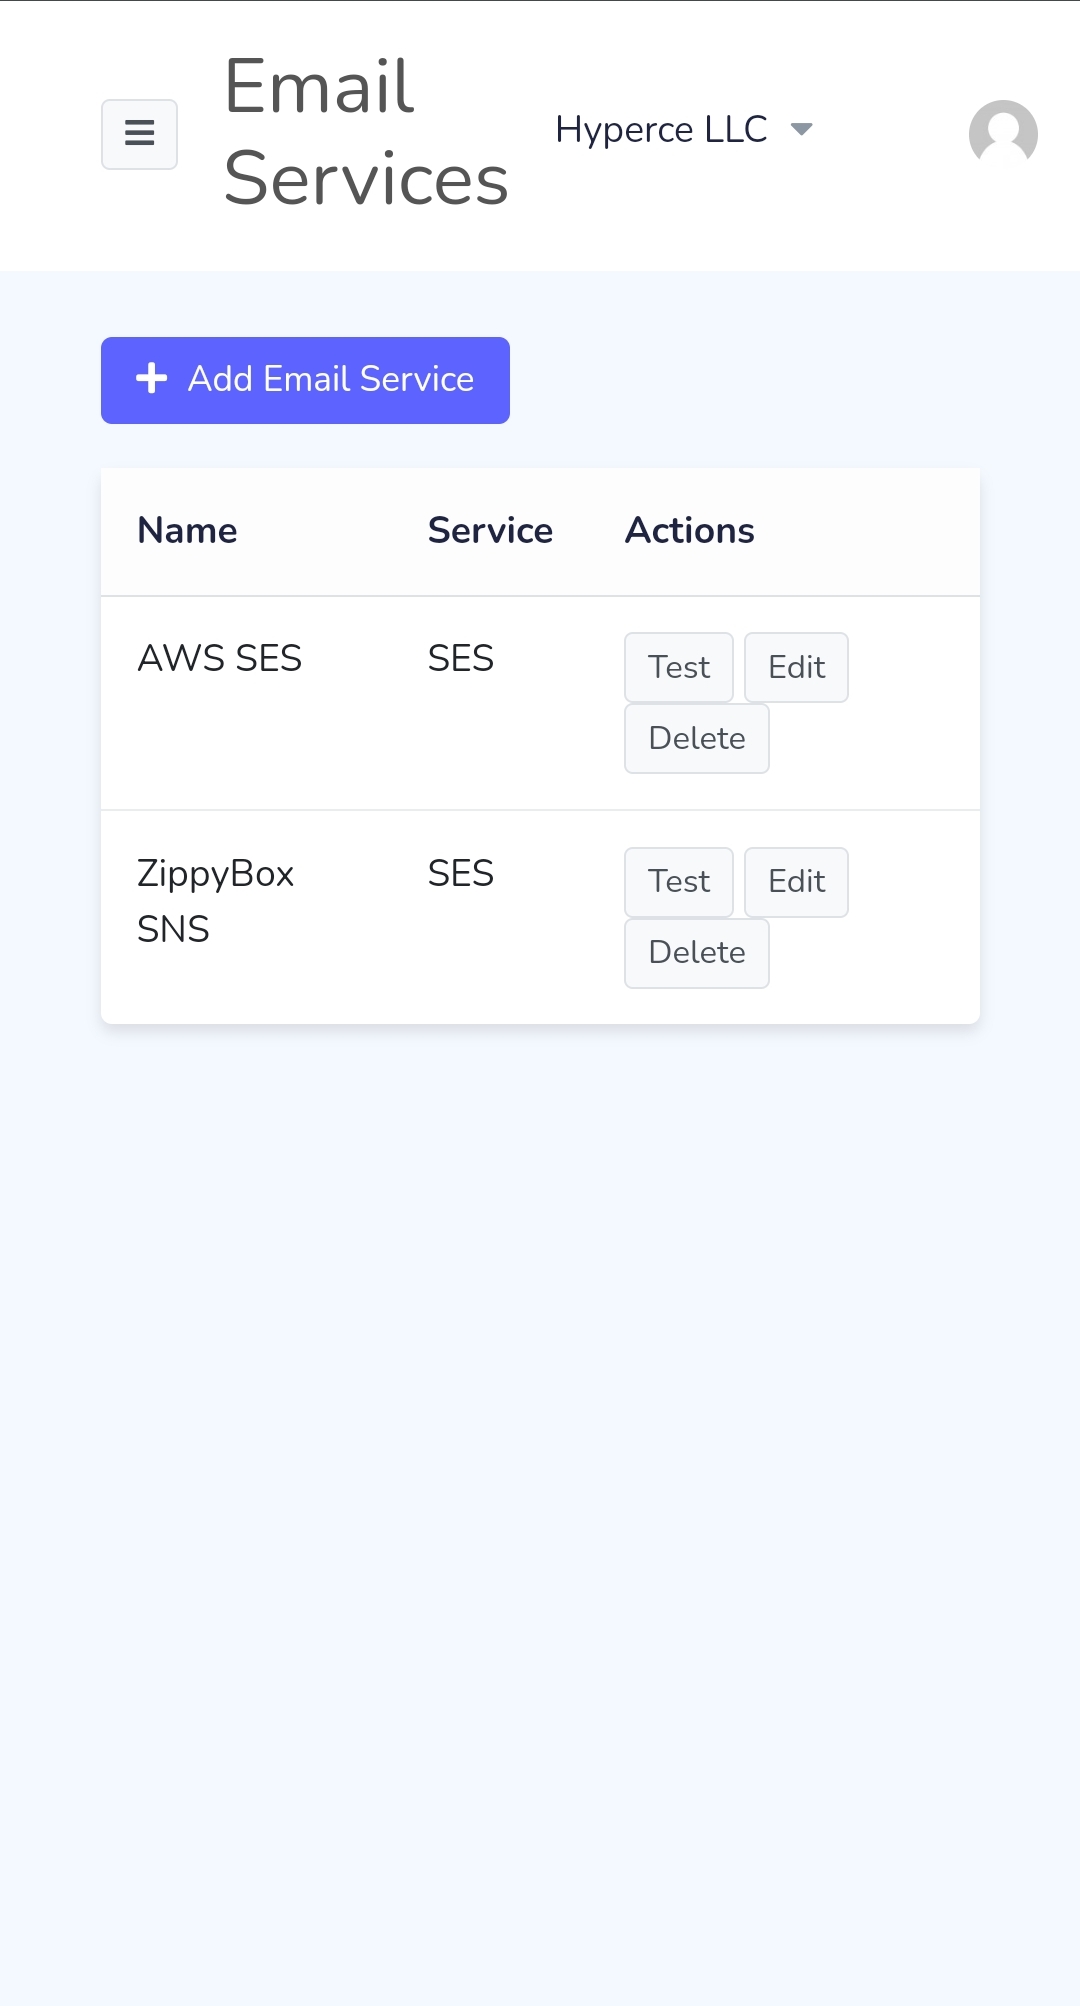 Email
Services
Hyperce LLC
Add Email Service
Name Service Actions
AWS SES SES Test Edit
Delete
ZippyBox SES Test Edit
SNS
Delete